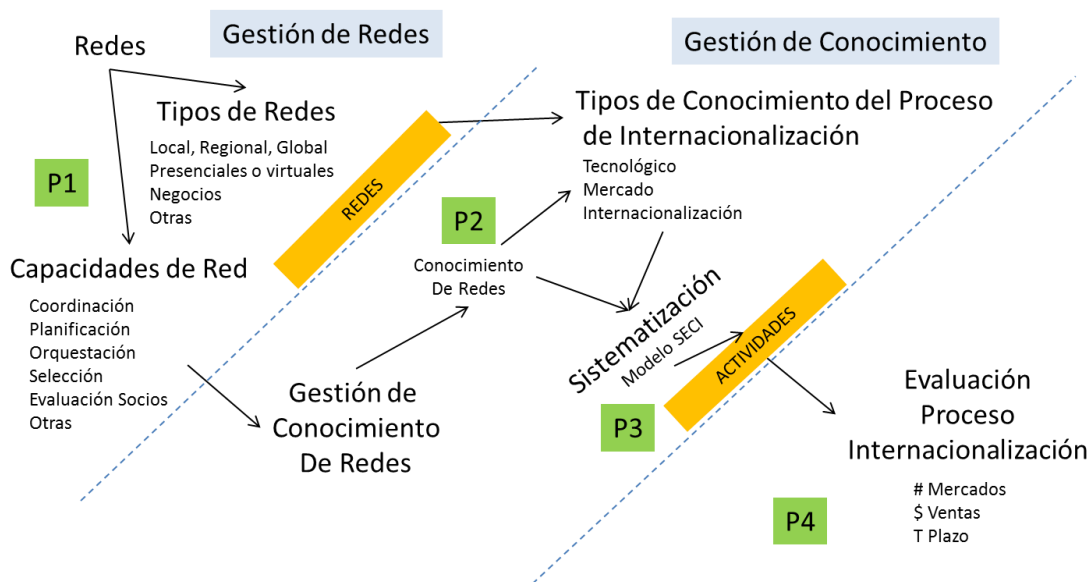 Gestión de Redes
Gestión de Conocimiento
Redes
Tipos de Redes
Local, Regional, Global
Presenciales o virtuales
Negocios
Otras
P1
Capacidades de Red
Coordinación
Planificación
Orquestación
Selección
Evaluación Socios
Otras
REDES
Gestión de
Conocimiento
De Redes
P2
Conocimiento
De Redes
Tipos de Conocimiento del Proceso
de Internacionalización
Tecnológico
Mercado
Internacionalización
Sistematización
Modelo SECI
P3
ACTIVIDADES
Evaluación
Proceso
Internacionalización
# Mercados
$ Ventas
T Plazo
P4